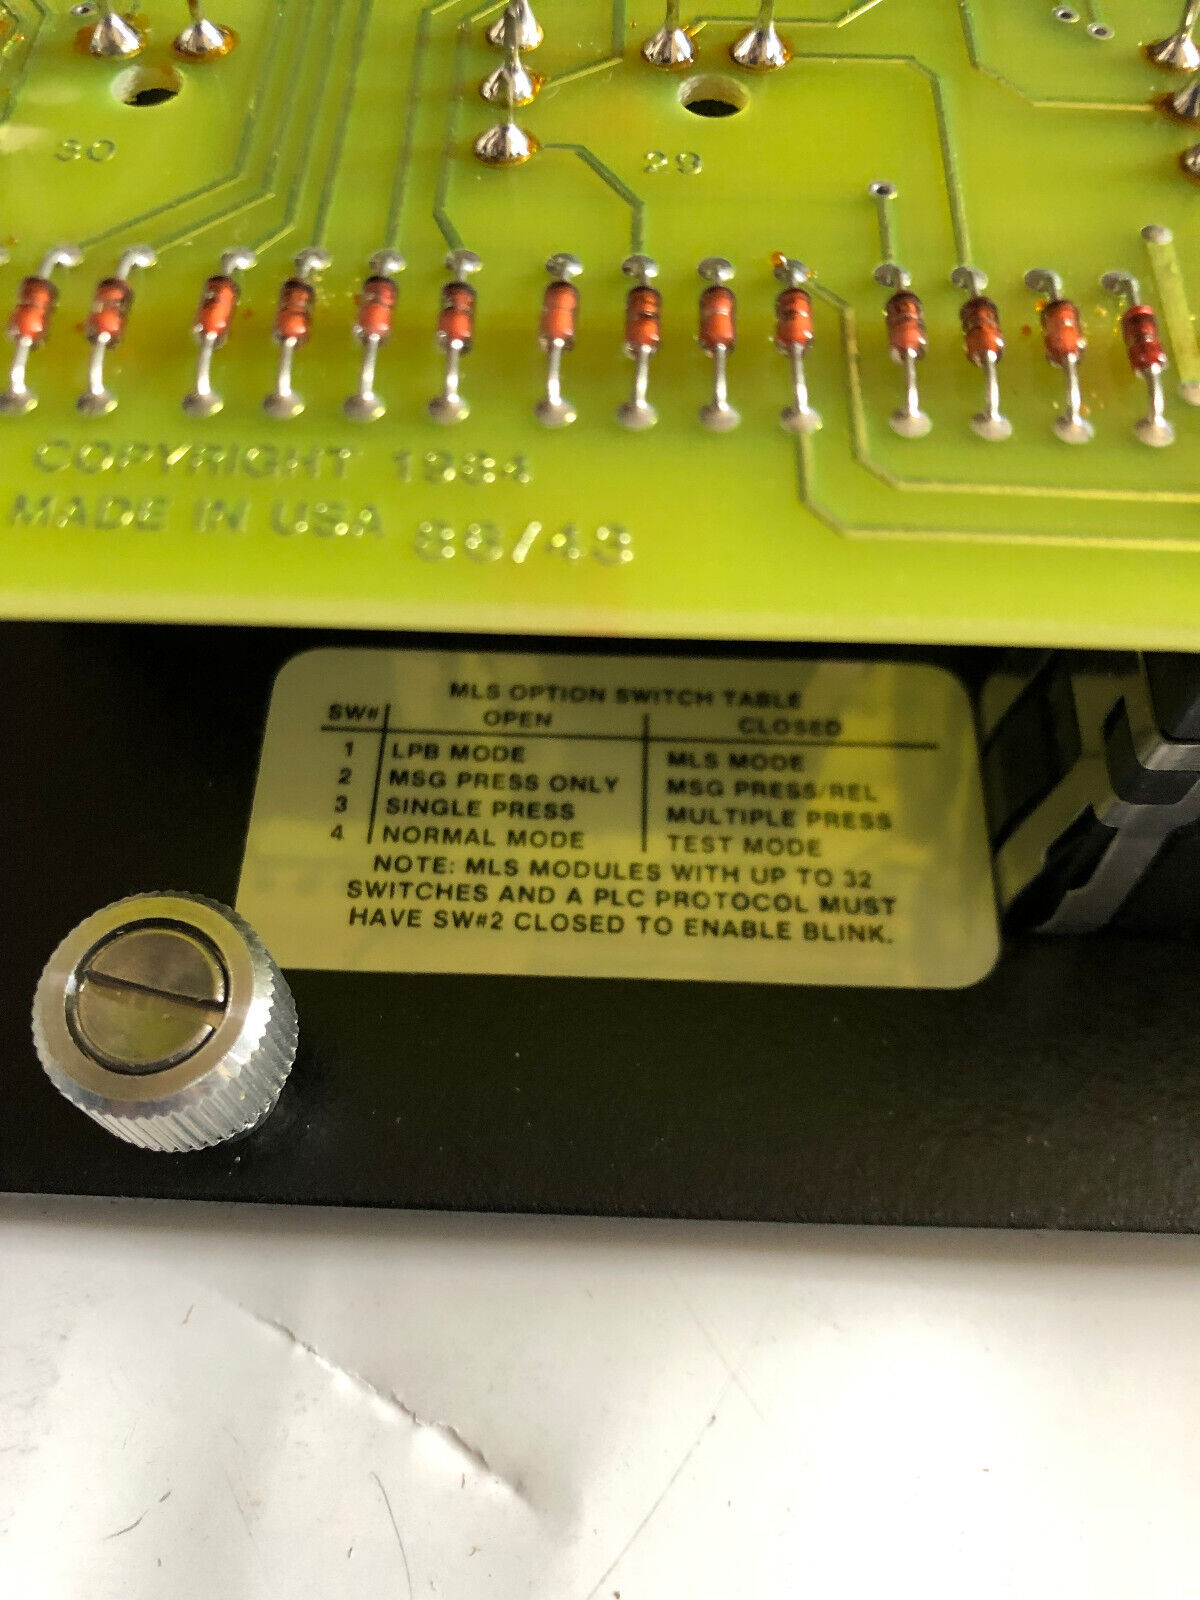 30
29
COPYRIGHT 1984
MADE IN USA 86/43
MLS OPTION SWITCH TABLE
SW# OPEN CLOSED
1 LPB MODE MLS MODE
2 MSG PRESS ONLY MSG PRESS/REL
3 SINGLE PRESS MULTIPLE PRESS
4 NORMAL MODE TEST MODE
NOTE: MLS MODULES WITH UP TO 32
SWITCHES AND A PLC PROTOCOL MUST
HAVE SW#2 CLOSED TO ENABLE BLINK.